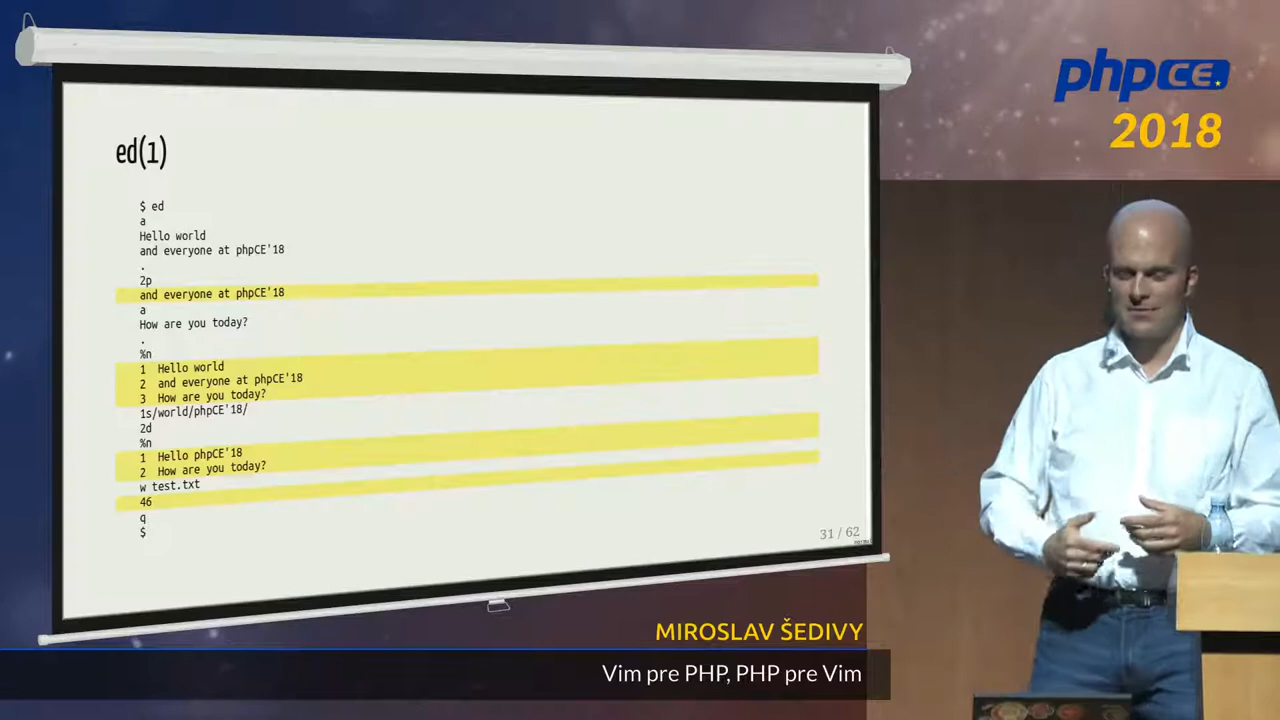 ed(1)
$ ed
a
Hello world
and everyone at phpCE'18
.
2p
and everyone at phpCE'18
a
How are you today?
.
%n
1 Hello world
2 and everyone at phpCE'18
3 How are you today?
1s/world/phpCE'18/
2d
%n
1 Hello phpCE'18
2 How are you today?
w test.txt
46
q
$
31 / 62
phpCE.
2018
MIROSLAV ŠEDIVY
Vim pre PHP, PHP pre Vim